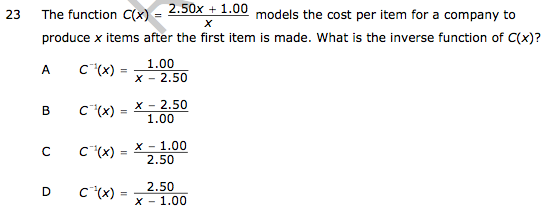 23 The function C(x) = 2.50x + 1.00 / x models the cost per item for a company to
produce x items after the first item is made. What is the inverse function of C(x)?
A C⁻¹(x) = 1.00 / x − 2.50
B C⁻¹(x) = x − 2.50 / 1.00
C C⁻¹(x) = x − 1.00 / 2.50
D C⁻¹(x) = 2.50 / x − 1.00